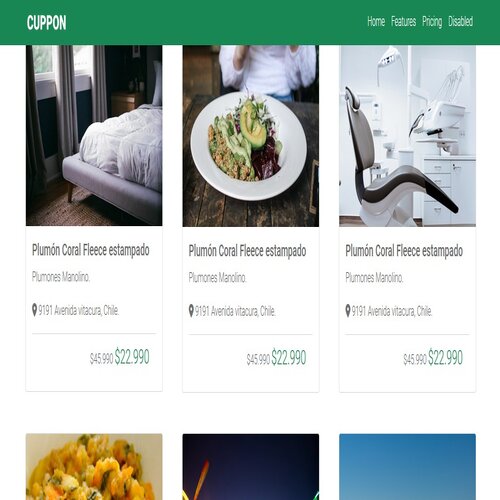 CUPPON
Home Features Pricing Disabled
Plumón Coral Fleece estampado
Plumones Manolino.
9191 Avenida vitacura, Chile.
$45.990 $22.990
Plumón Coral Fleece estampado
Plumones Manolino.
9191 Avenida vitacura, Chile.
$45.990 $22.990
Plumón Coral Fleece estampado
Plumones Manolino.
9191 Avenida vitacura, Chile.
$45.990 $22.990